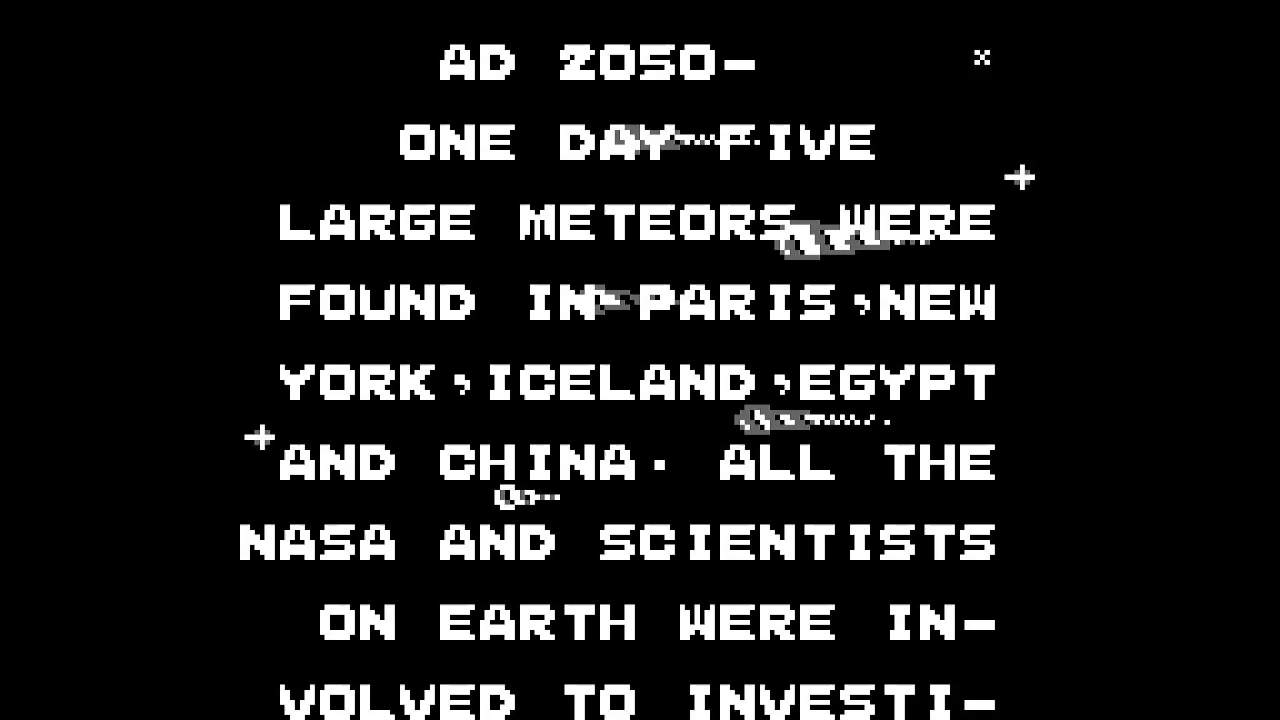 AD 2050-
ONE DAY FIVE
LARGE METEORS WERE
FOUND IN PARIS ,NEW
YORK ,ICELAND ,EGYPT
AND CHINA. ALL THE
NASA AND SCIENTISTS
ON EARTH WERE IN-
VOLVED TO INVESTI-